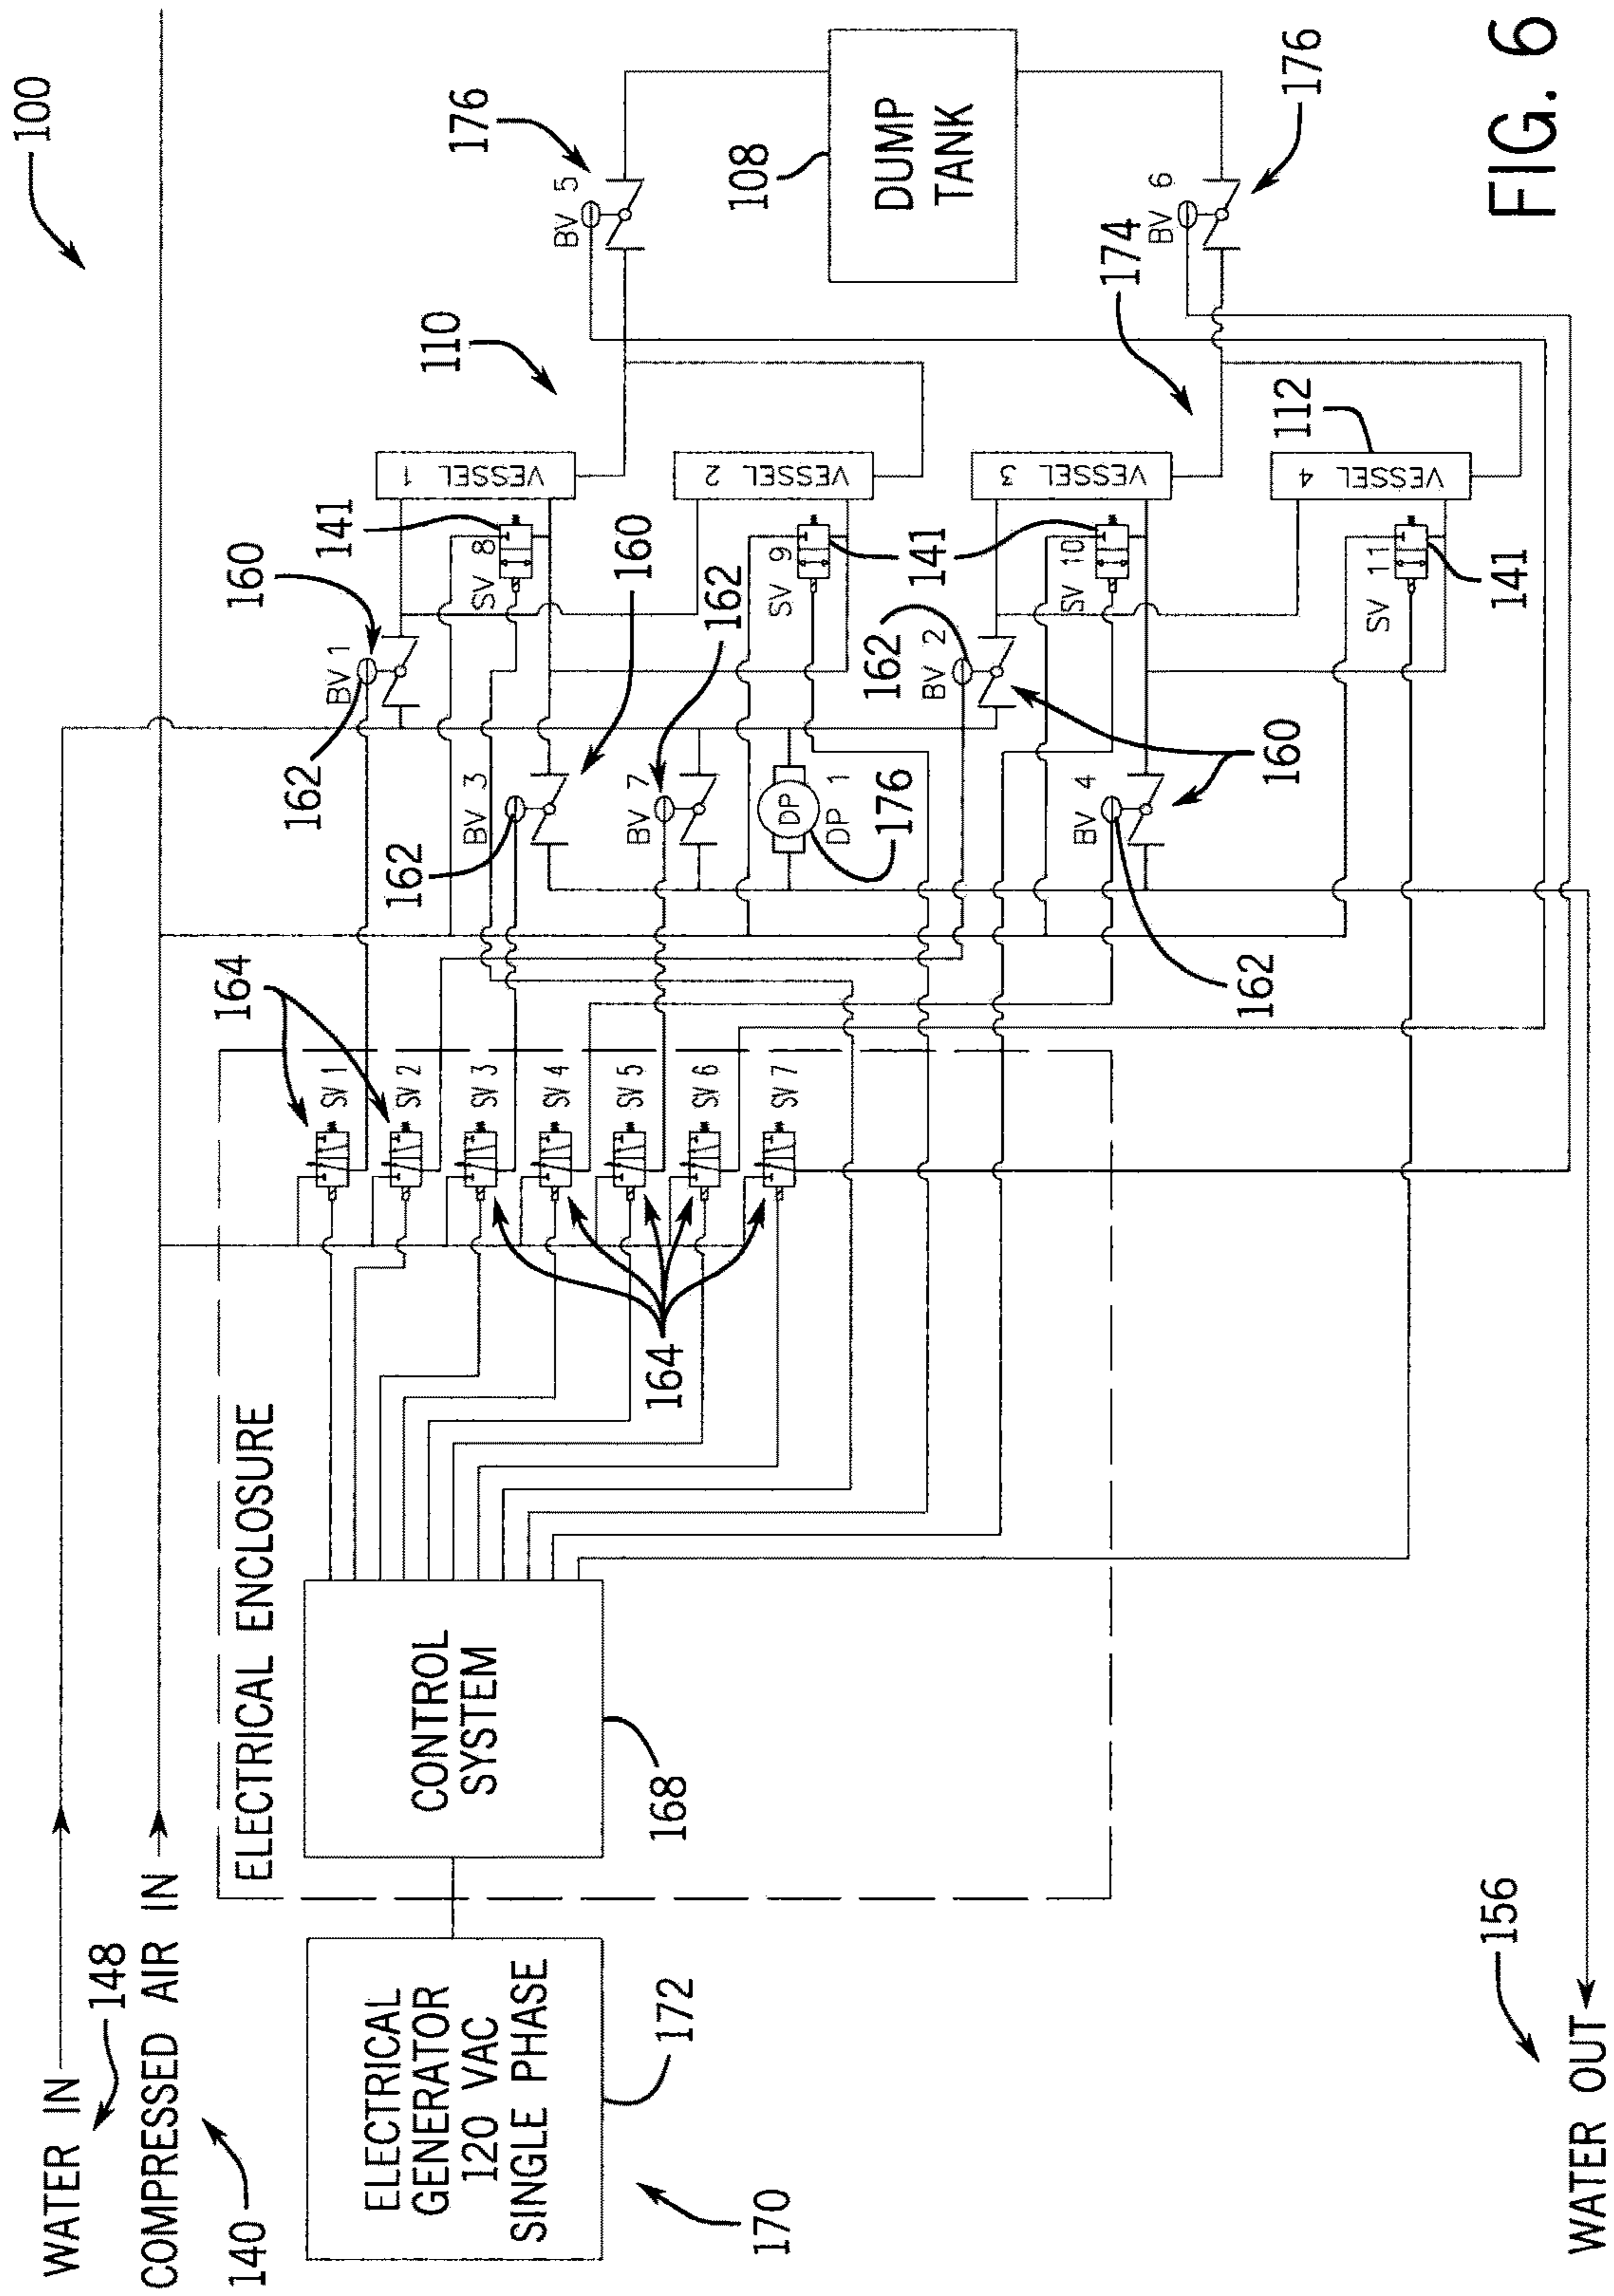 100
WATER IN
148
COMPRESSED AIR IN
140
ELECTRICAL ENCLOSURE
ELECTRICAL
GENERATOR
120 VAC
SINGLE PHASE
172
170
CONTROL
SYSTEM
168
164
SV 1
SV 2
SV 3
SV 4
SV 5
SV 6
SV 7
164
BV 1
160
162
BV 3
162
160
BV 7
162
DP
DP 1
176
BV 2
162
160
BV 4
162
SV 8
141
SV 9
141
SV 10
SV 11
141
VESSEL 1
VESSEL 2
VESSEL 3
VESSEL 4
112
110
174
BV 5
176
BV 6
176
108
DUMP
TANK
WATER OUT
156
FIG. 6